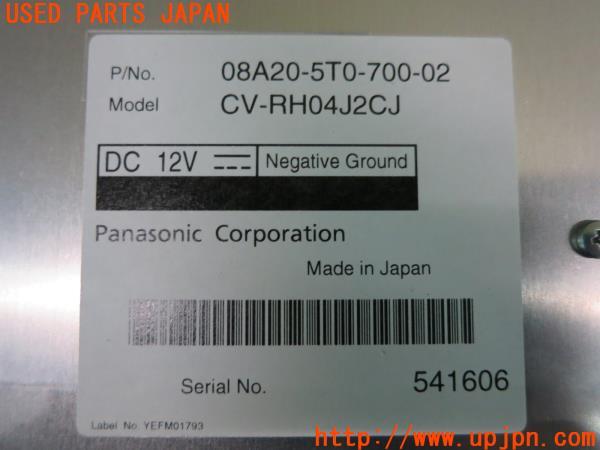 USED PARTS JAPAN
P/No. 08A20-5T0-700-02
Model CV-RH04J2CJ
DC 12V Negative Ground
Panasonic Corporation
Made in Japan
Serial No. 541606
Label No. YEFM01793
www.upjpn.com